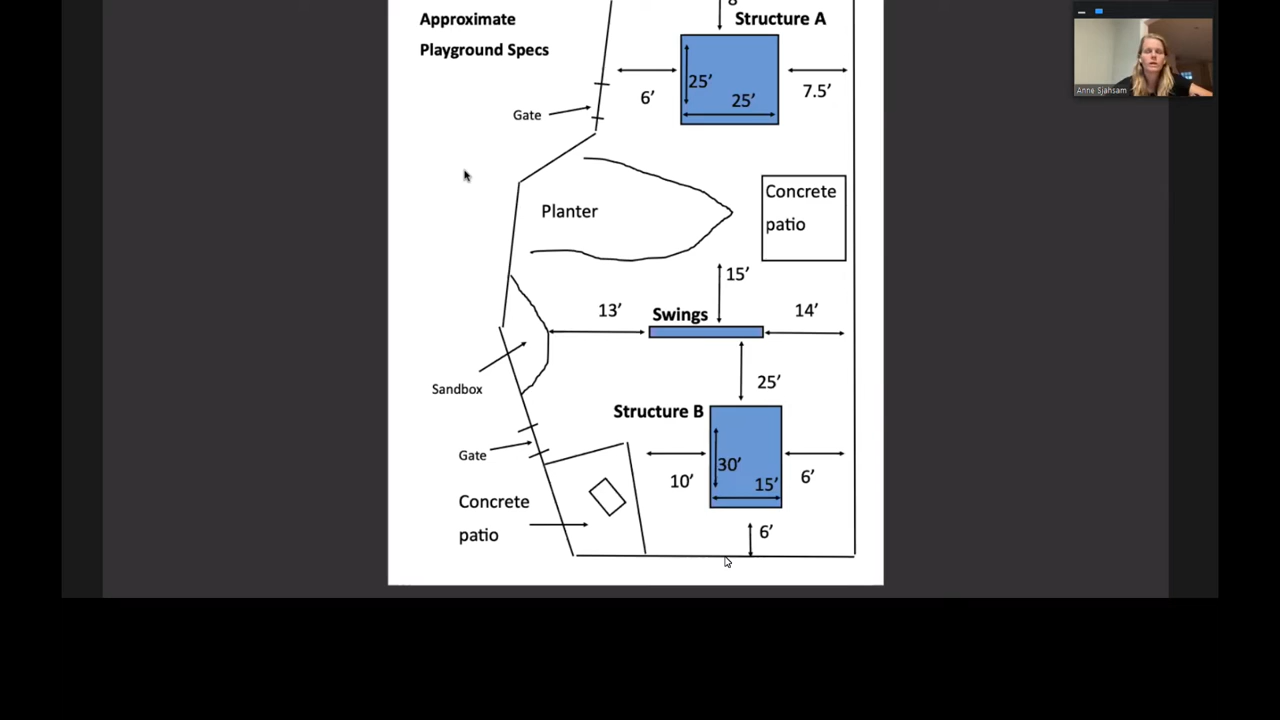 8'
Approximate
Playground Specs
Structure A
25'
25'
6'
7.5'
Gate
Planter
Concrete
patio
15'
13'
Swings
14'
Sandbox
25'
Structure B
Gate
30'
15'
10'
6'
Concrete
patio
6'
Anne Sjahsam